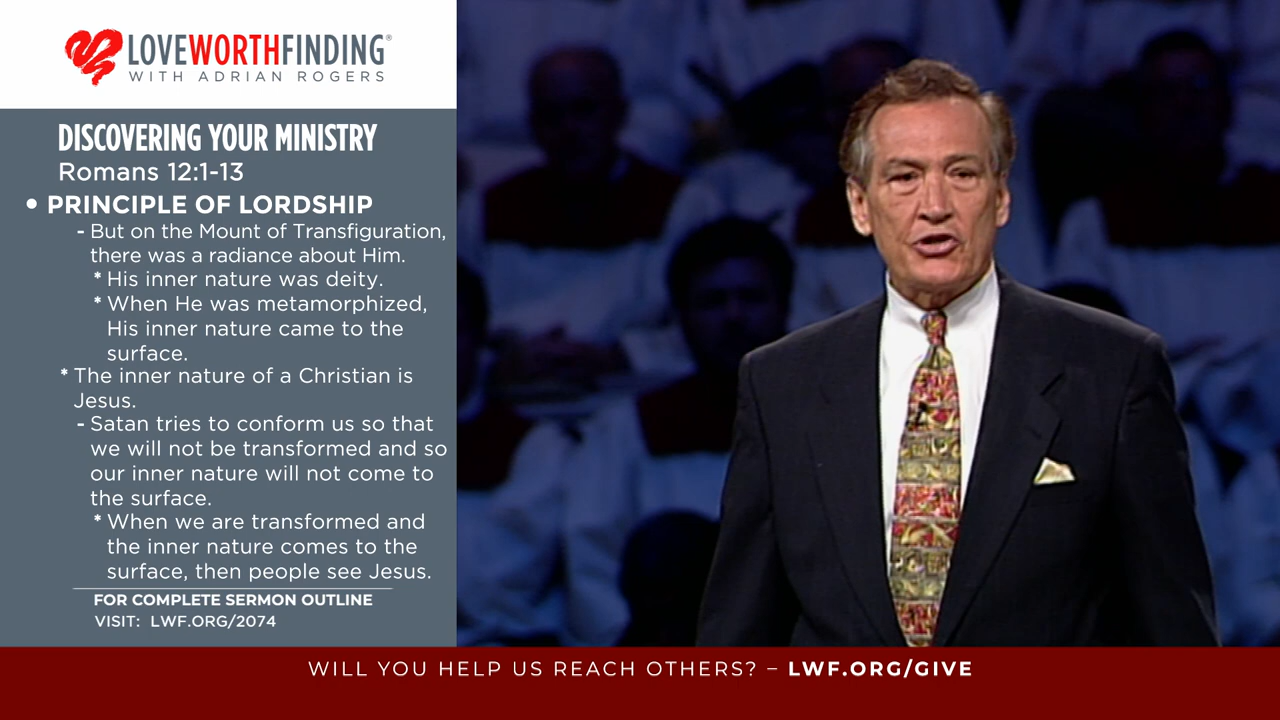 LOVEWORTHFINDING®
WITH ADRIAN ROGERS
DISCOVERING YOUR MINISTRY
Romans 12:1-13
• PRINCIPLE OF LORDSHIP
- But on the Mount of Transfiguration,
there was a radiance about Him.
* His inner nature was deity.
* When He was metamorphized,
His inner nature came to the
surface.
* The inner nature of a Christian is
Jesus.
- Satan tries to conform us so that
we will not be transformed and so
our inner nature will not come to
the surface.
* When we are transformed and
the inner nature comes to the
surface, then people see Jesus.
FOR COMPLETE SERMON OUTLINE
VISIT: LWF.ORG/2074
WILL YOU HELP US REACH OTHERS? – LWF.ORG/GIVE